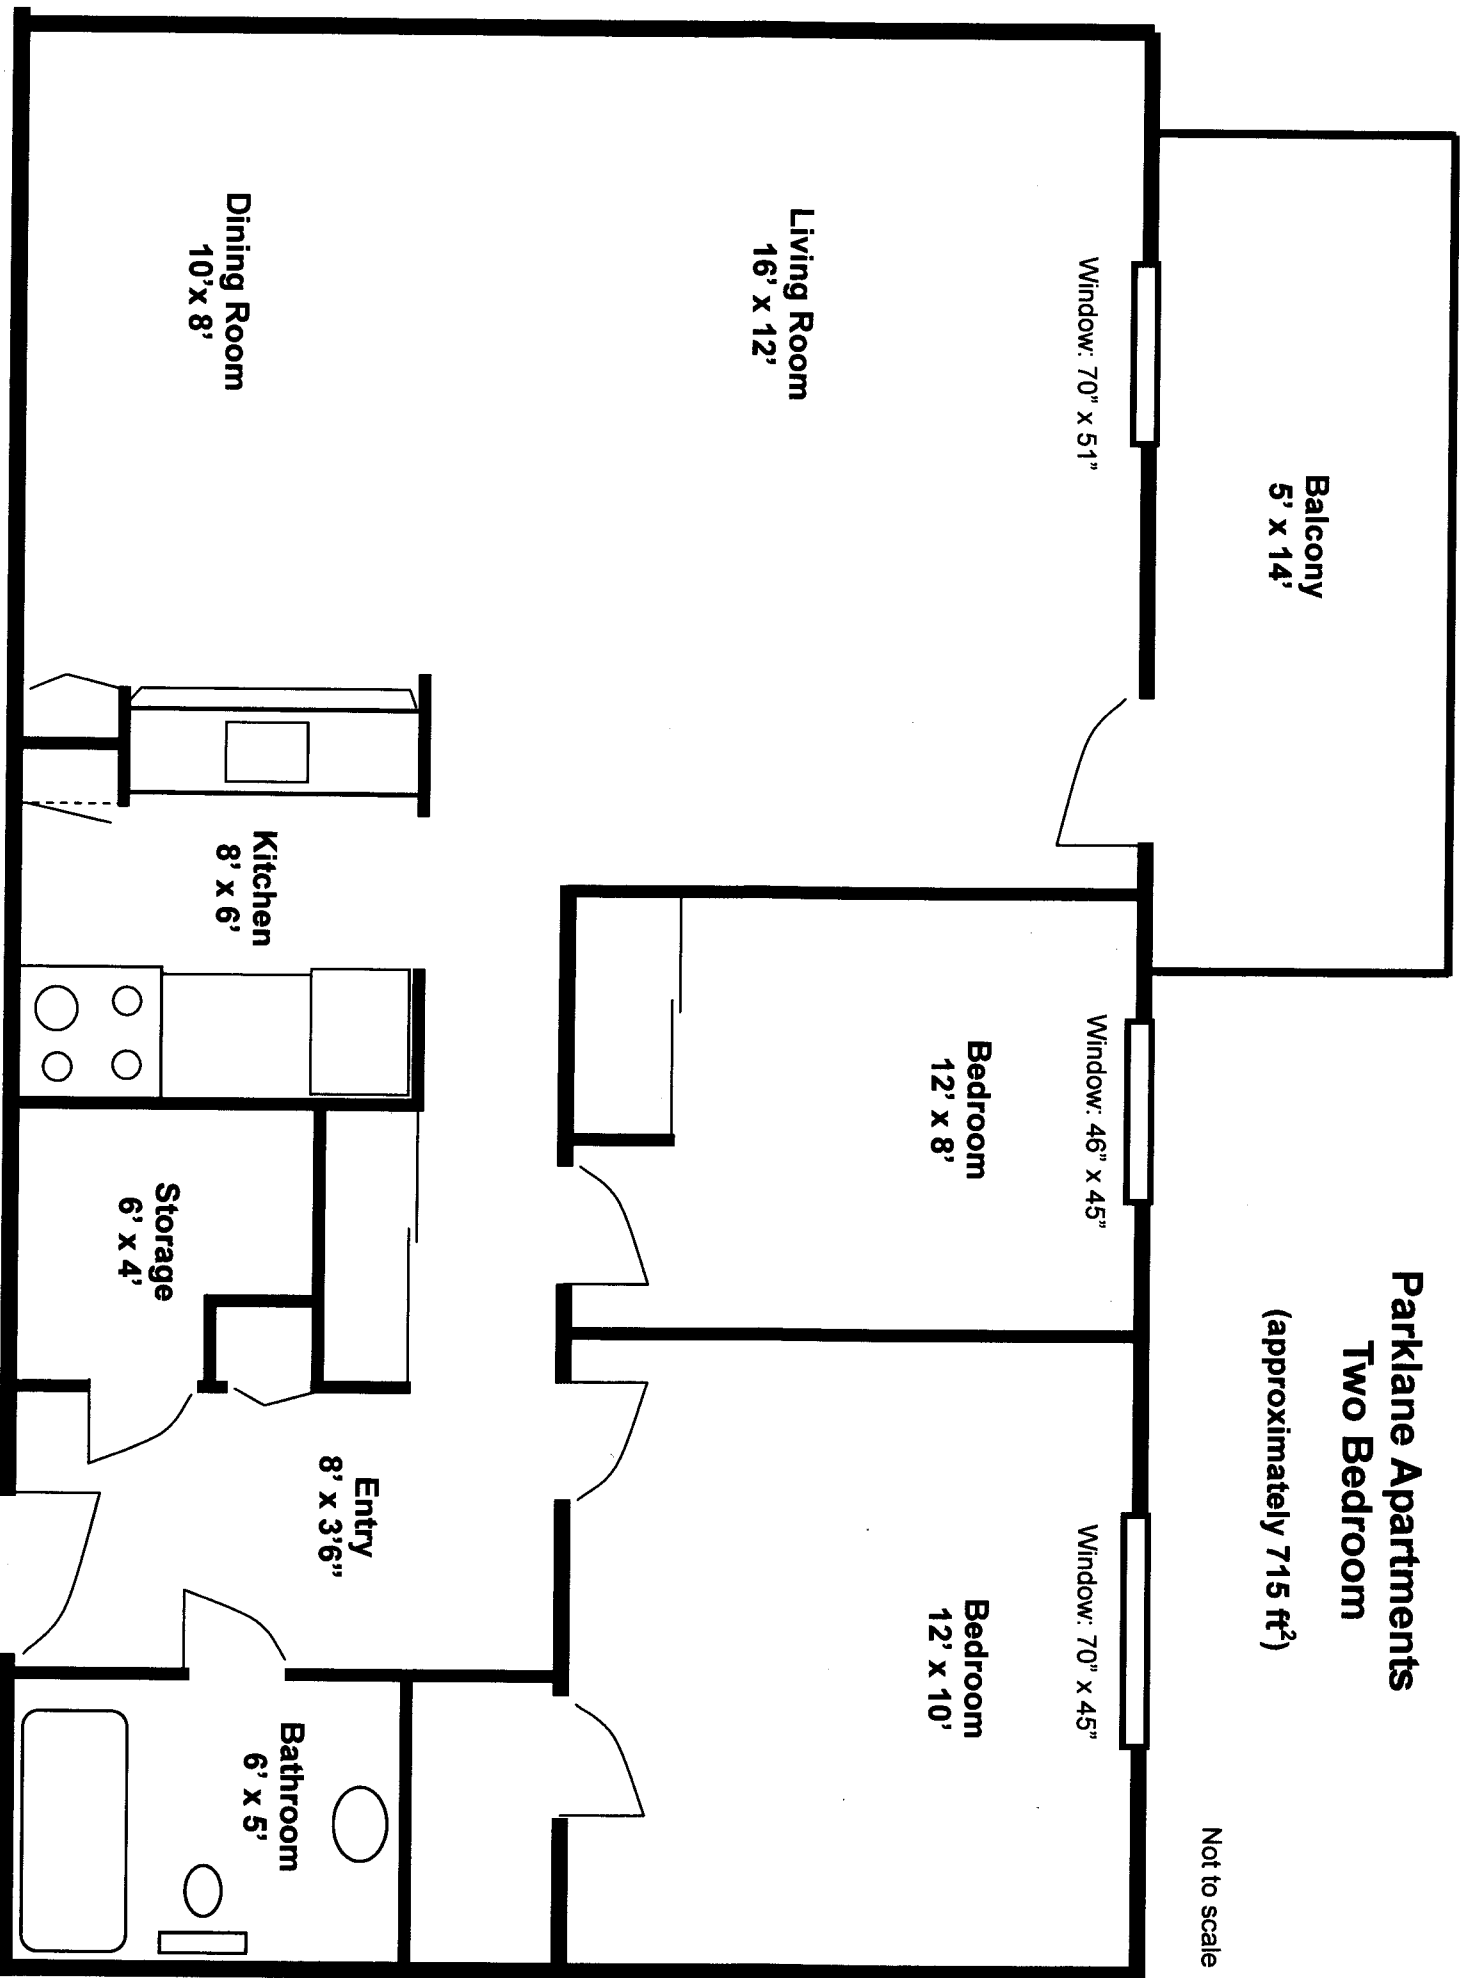 Parklane Apartments
Two Bedroom
(approximately 715 ft²)
Not to scale
Balcony
5' x 14'
Window: 70" x 51"
Window: 46" x 45"
Window: 70" x 45"
Living Room
16' x 12'
Bedroom
12' x 8'
Bedroom
12' x 10'
Dining Room
10'x 8'
Kitchen
8' x 6'
Storage
6' x 4'
Entry
8' x 3'6"
Bathroom
6' x 5'